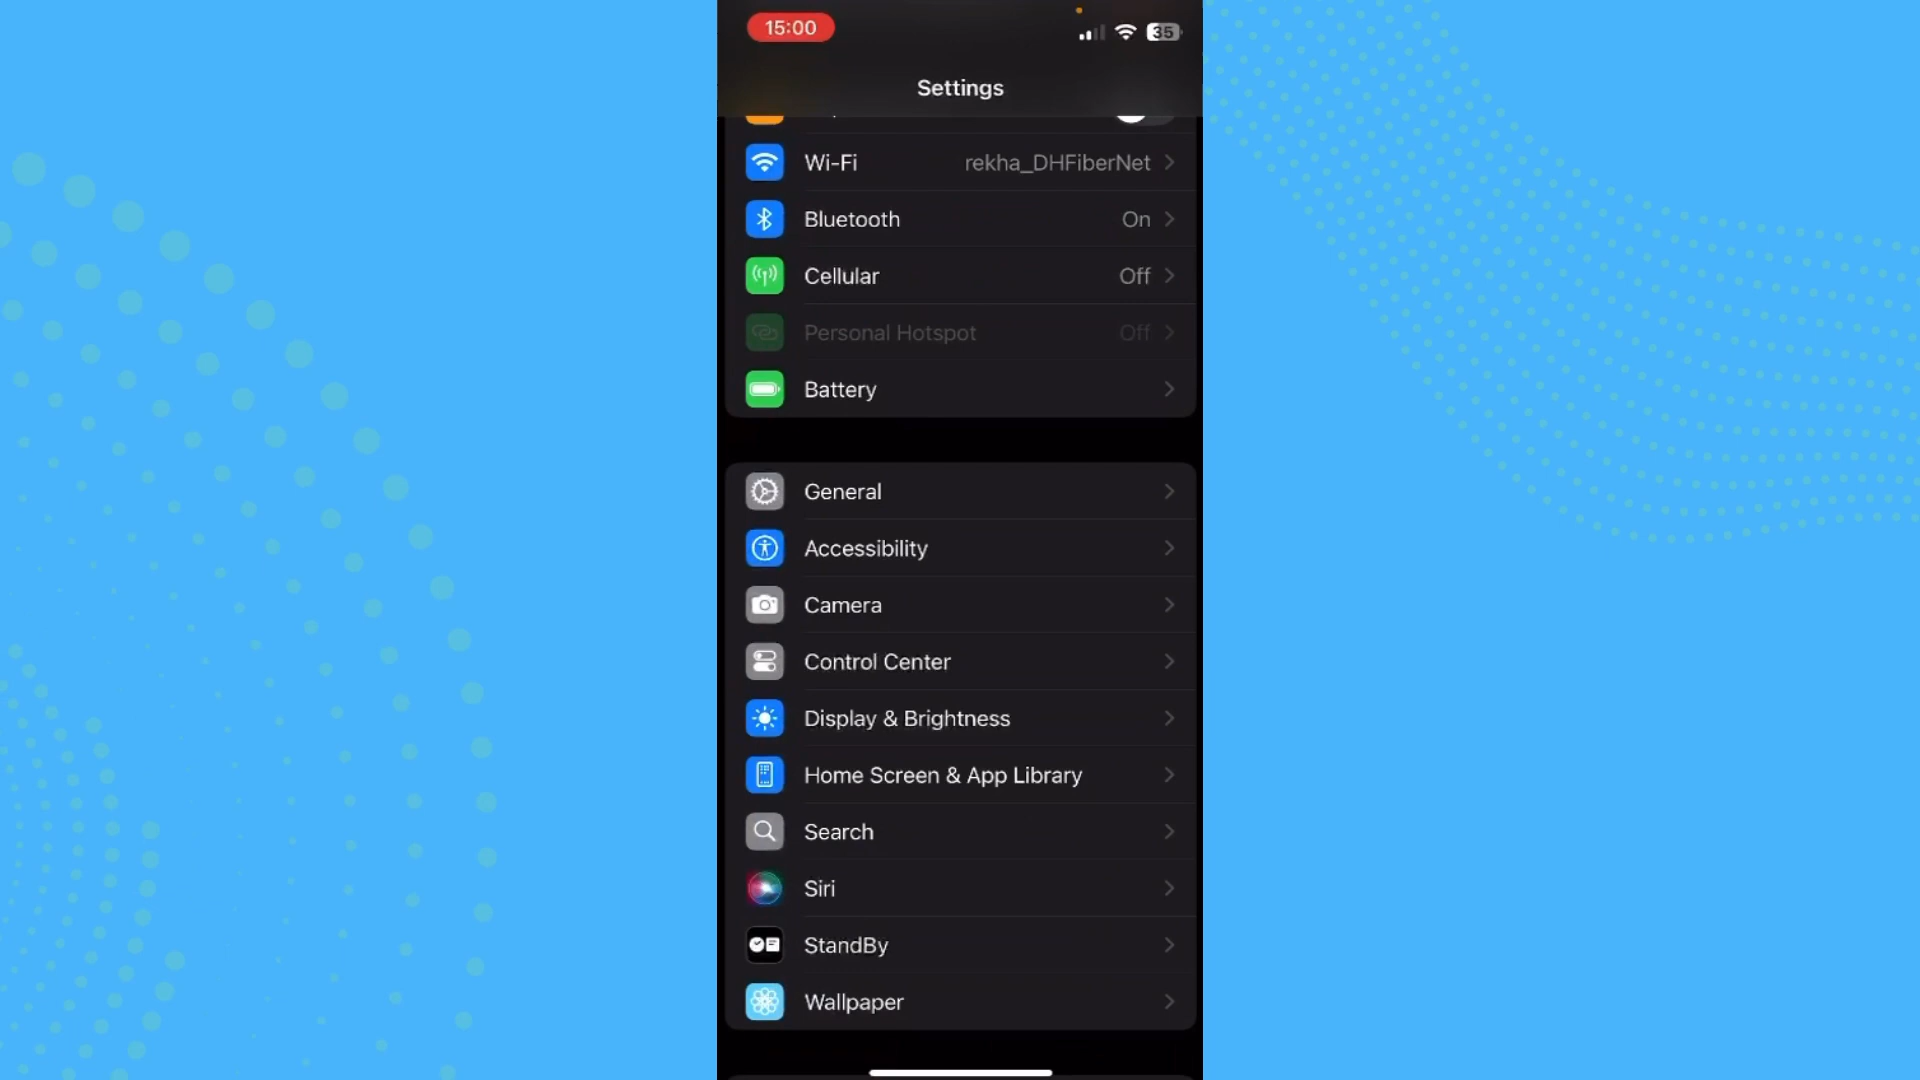 15:00
35
Settings
Wi-Fi rekha_DHFiberNet
Bluetooth On
Cellular Off
Personal Hotspot Off
Battery
General
Accessibility
Camera
Control Center
Display & Brightness
Home Screen & App Library
Search
Siri
StandBy
Wallpaper